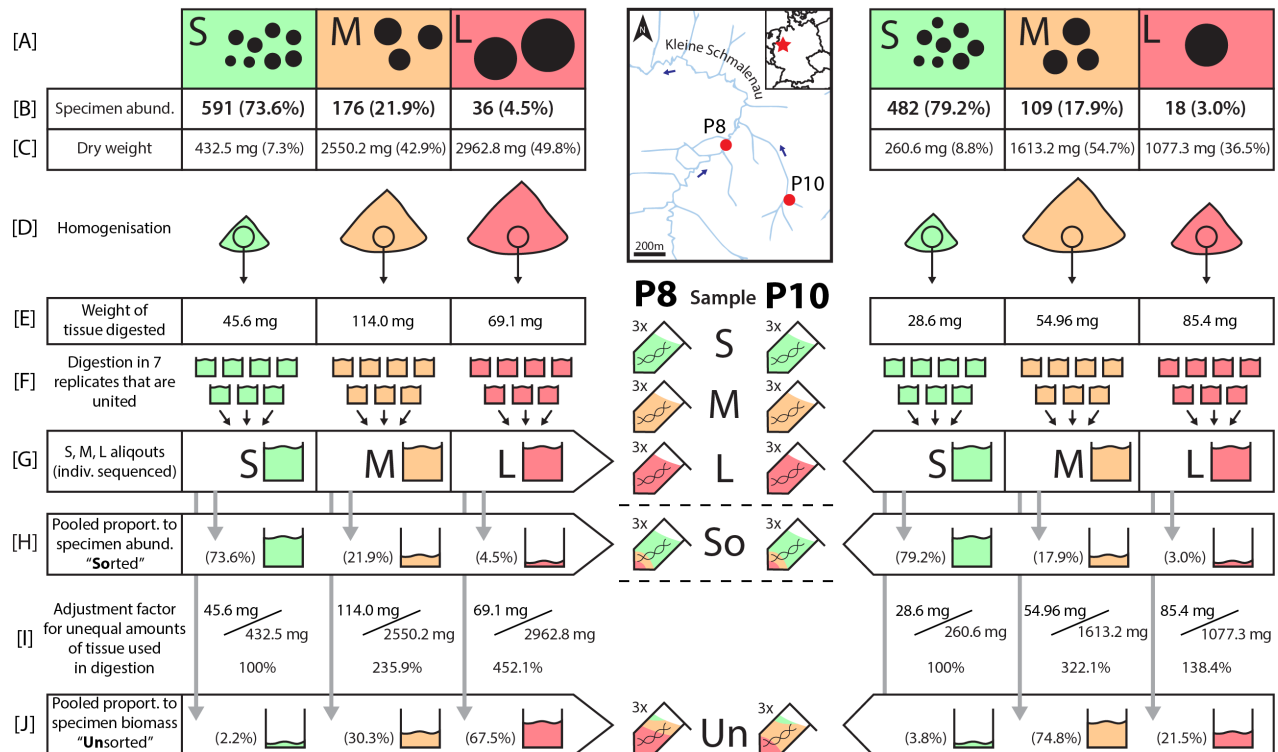 [A]
S
M
L
N
Kleine Schmalenau
P8
P10
200m
S
M
L
[B]
Specimen abund.
591 (73.6%)
176 (21.9%)
36 (4.5%)
482 (79.2%)
109 (17.9%)
18 (3.0%)
[C]
Dry weight
432.5 mg (7.3%)
2550.2 mg (42.9%)
2962.8 mg (49.8%)
260.6 mg (8.8%)
1613.2 mg (54.7%)
1077.3 mg (36.5%)
[D]
Homogenisation
P8 Sample P10
[E]
Weight of
tissue digested
45.6 mg
114.0 mg
69.1 mg
3x
S
3x
28.6 mg
54.96 mg
85.4 mg
[F]
Digestion in 7
replicates that are
united
3x
M
3x
[G]
S, M, L aliqouts
(indiv. sequenced)
S
M
L
3x
L
3x
S
M
L
[H]
Pooled proport. to
specimen abund.
"Sorted"
(73.6%)
(21.9%)
(4.5%)
3x
So
3x
(79.2%)
(17.9%)
(3.0%)
[I]
Adjustment factor
for unequal amounts
of tissue used
in digestion
45.6 mg
432.5 mg
100%
114.0 mg
2550.2 mg
235.9%
69.1 mg
2962.8 mg
452.1%
28.6 mg
260.6 mg
100%
54.96 mg
1613.2 mg
322.1%
85.4 mg
1077.3 mg
138.4%
[J]
Pooled proport. to
specimen biomass
"Unsorted"
(2.2%)
(30.3%)
(67.5%)
3x
Un
3x
(3.8%)
(74.8%)
(21.5%)